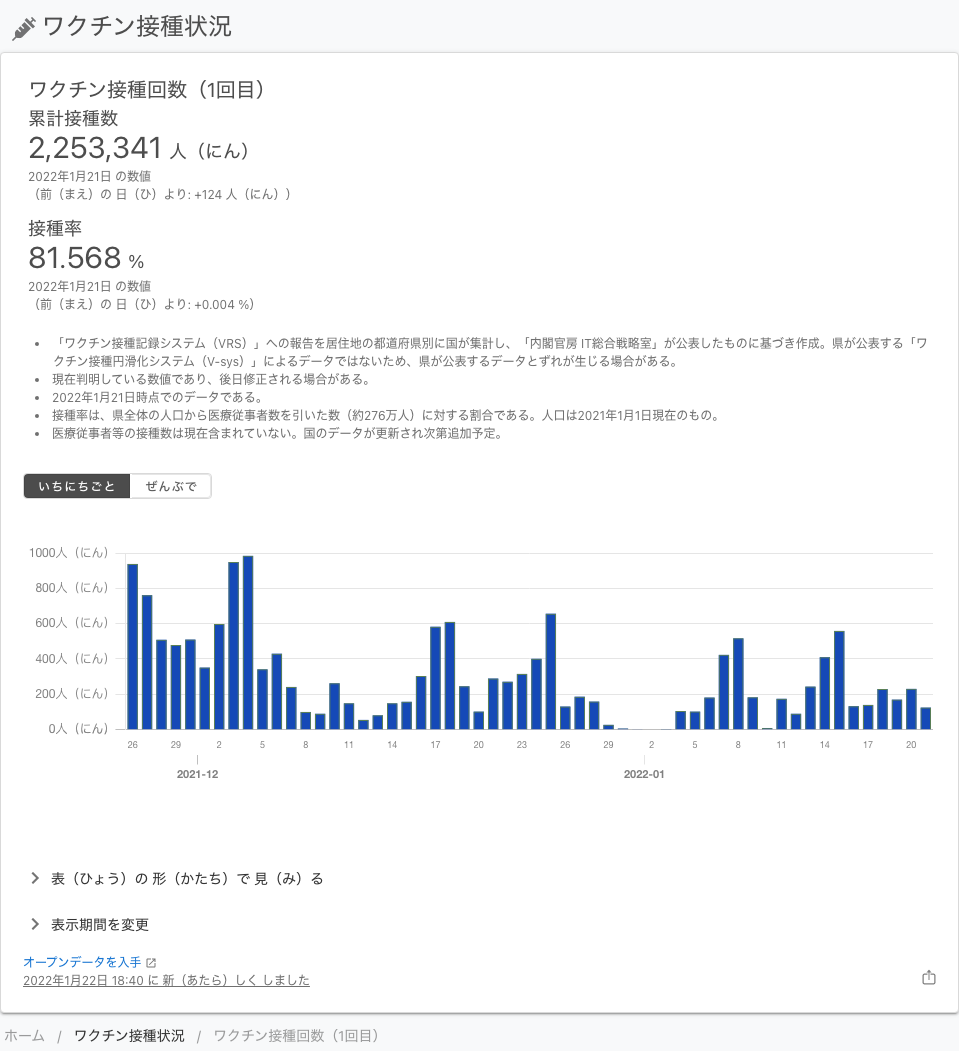 ワクチン接種状況
ワクチン接種回数（1回目）
累計接種数
2,253,341 人（にん）
2022年1月21日 の数値
（前（まえ）の 日（ひ）より: +124 人（にん））
接種率
81.568 %
2022年1月21日 の数値
（前（まえ）の 日（ひ）より: +0.004 %）
• 「ワクチン接種記録システム（VRS）」への報告を居住地の都道府県別に国が集計し、「内閣官房 IT総合戦略室」が公表したものに基づき作成。県が公表する「ワ
クチン接種円滑化システム（V-sys）」によるデータではないため、県が公表するデータとずれが生じる場合がある。
• 現在判明している数値であり、後日修正される場合がある。
• 2022年1月21日時点でのデータである。
• 接種率は、県全体の人口から医療従事者数を引いた数（約276万人）に対する割合である。人口は2021年1月1日現在のもの。
• 医療従事者等の接種数は現在含まれていない。国のデータが更新され次第追加予定。
いちにちごと ぜんぶで
1000人（にん）
800人（にん）
600人（にん）
400人（にん）
200人（にん）
0人（にん）
26 29 2 5 8 11 14 17 20 23 26 29 2 5 8 11 14 17 20
2021-12 2022-01
表（ひょう）の 形（かたち）で 見（み）る
表示期間を変更
オープンデータを入手
2022年1月22日 18:40 に 新（あたら）しく しました
ホーム / ワクチン接種状況 / ワクチン接種回数（1回目）